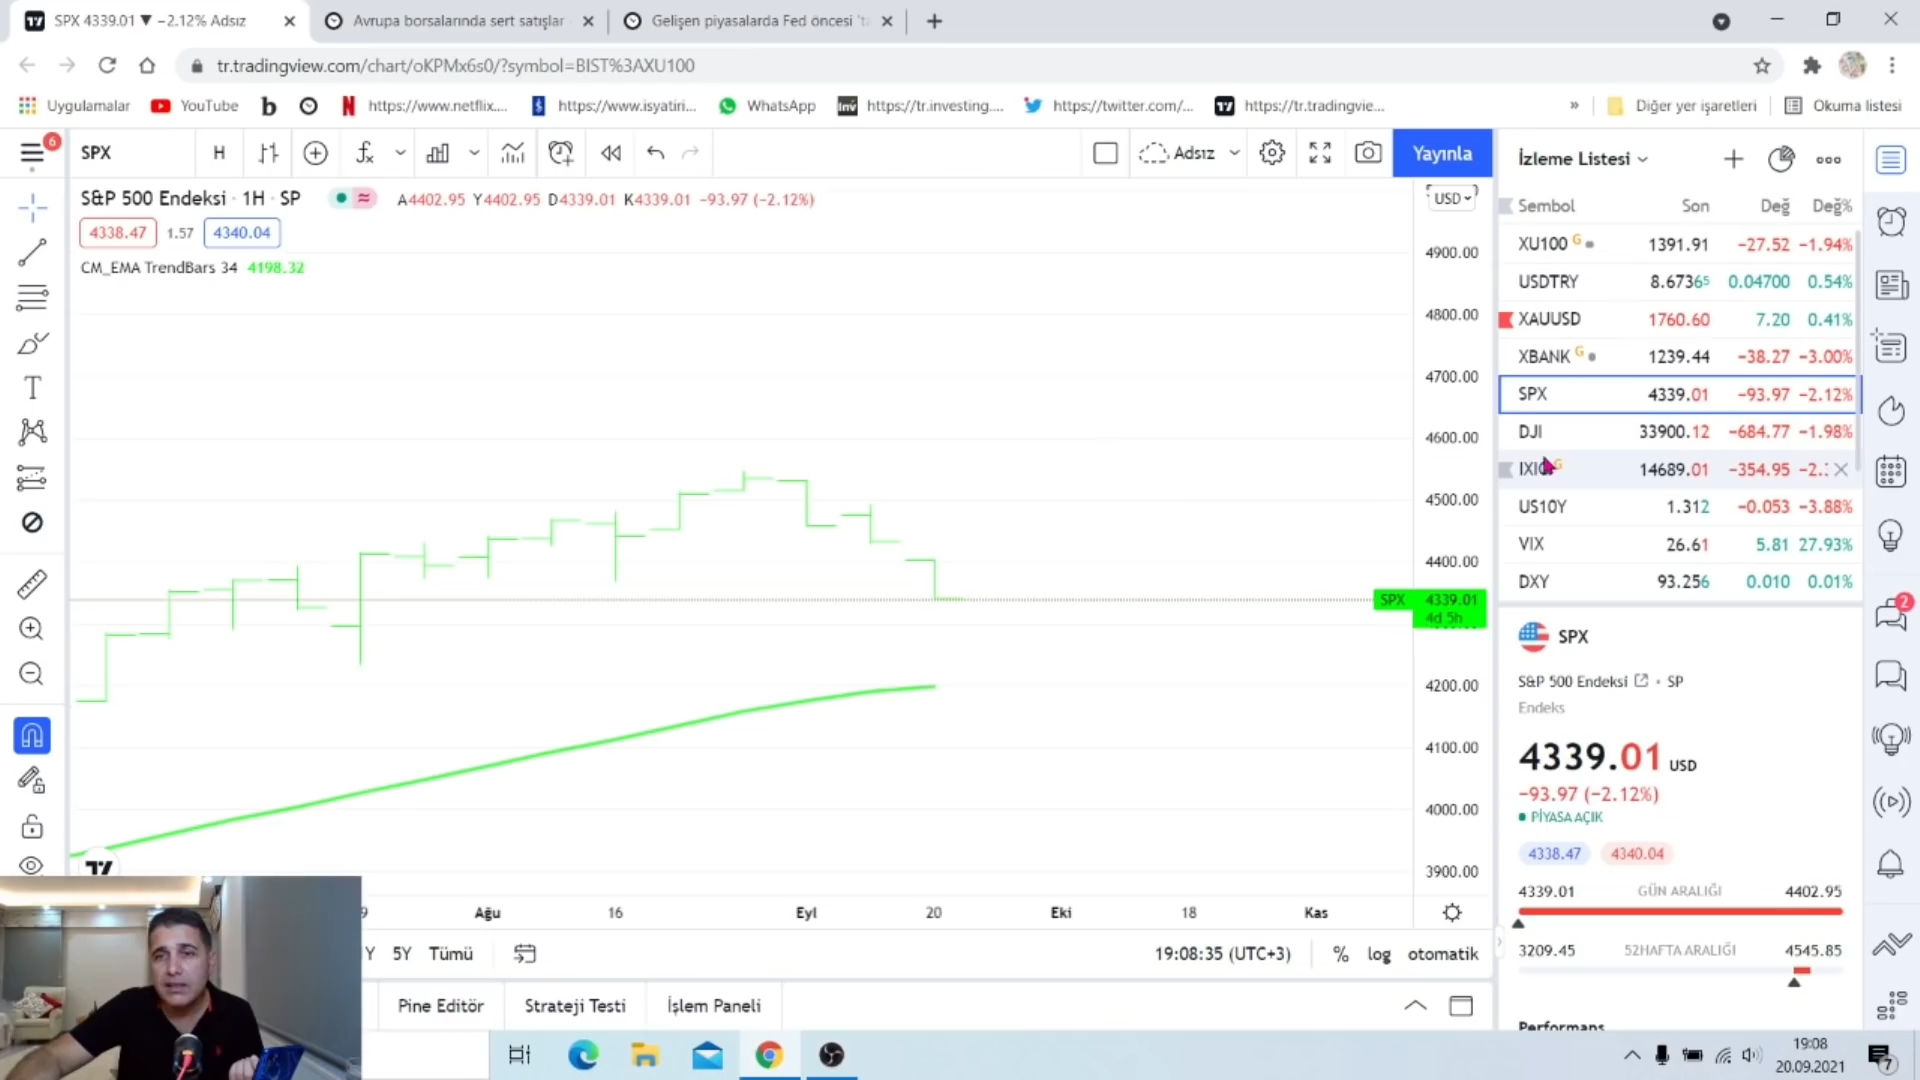 SPX 4339.01 ▼ −2.12% Adsız
Avrupa borsalarında sert satışlar
Gelişen piyasalarda Fed öncesi 'ta
tr.tradingview.com/chart/oKPMx6s0/?symbol=BIST%3AXU100
Uygulamalar
YouTube
https://www.netflix....
https://www.isyatiri...
WhatsApp
https://tr.investing....
https://twitter.com/...
https://tr.tradingvie...
»
Diğer yer işaretleri
Okuma listesi
6
SPX
H
Adsız
Yayınla
S&P 500 Endeksi · 1H · SP
A4402.95 Y4402.95 D4339.01 K4339.01 −93.97 (−2.12%)
4338.47 1.57 4340.04
CM_EMA TrendBars 34 4198.32
USD
4900.00
4800.00
4700.00
4600.00
4500.00
4400.00
SPX 4339.01
4d 5h
4200.00
4100.00
4000.00
3900.00
9 Ağu 16 Eyl 20 Eki 18 Kas
Y 5Y Tümü
19:08:35 (UTC+3) % log otomatik
Pine Editör Strateji Testi İşlem Paneli
İzleme Listesi
Sembol Son Değ Değ%
XU100 G 1391.91 −27.52 −1.94%
USDTRY 8.67365 0.04700 0.54%
XAUUSD 1760.60 7.20 0.41%
XBANK G 1239.44 −38.27 −3.00%
SPX 4339.01 −93.97 −2.12%
DJI 33900.12 −684.77 −1.98%
14689.01 −354.95
US10Y 1.312 −0.053 −3.88%
VIX 26.61 5.81 27.93%
DXY 93.256 0.010 0.01%
SPX
S&P 500 Endeksi · SP
Endeks
4339.01 USD
−93.97 (−2.12%)
PİYASA AÇIK
4338.47 4340.04
4339.01 GÜN ARALIĞI 4402.95
3209.45 52HAFTA ARALIĞI 4545.85
Performans
2
19:08
20.09.2021
7